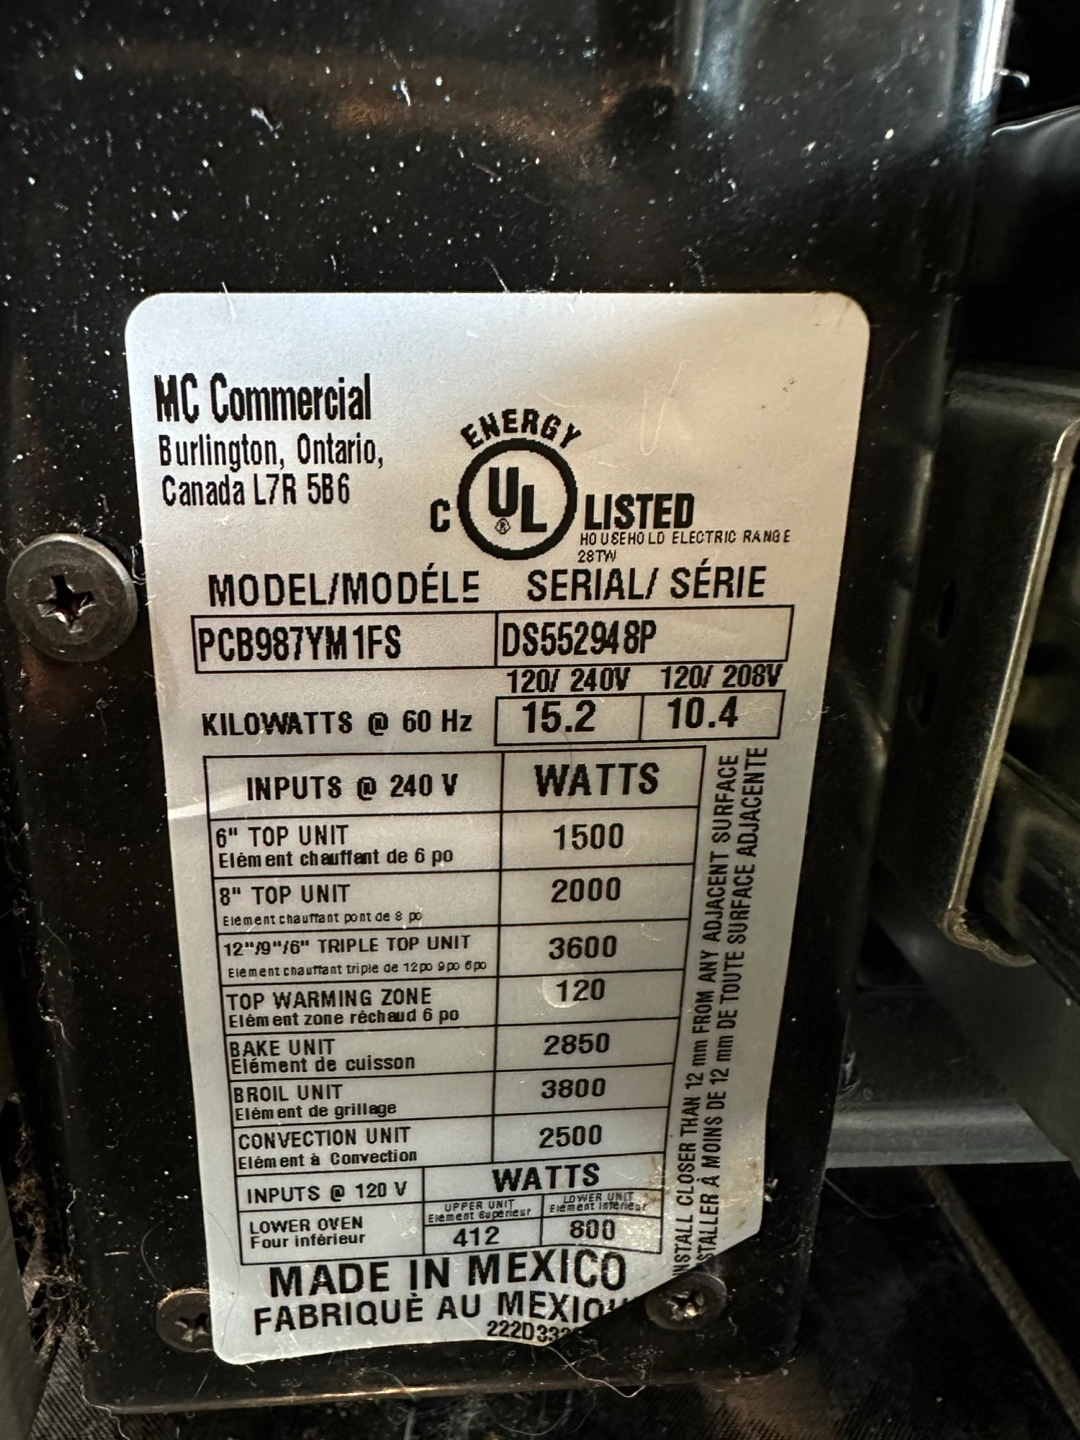 MC Commercial
Burlington, Ontario,
Canada L7R 5B6
ENERGY
C UL ® LISTED
HOUSEHOLD ELECTRIC RANGE
28TW
MODEL/MODÉLE SERIAL/ SÉRIE
PCB987YM1FS DS552948P
120/ 240V 120/ 208V
KILOWATTS @ 60 Hz 15.2 10.4
INPUTS @ 240 V WATTS
6" TOP UNIT 1500
Elément chauffant de 6 po
8" TOP UNIT 2000
Element chauffant pont de 8 po
12"/9"/6" TRIPLE TOP UNIT 3600
Element chauffant triple de 12po 9po 6po
TOP WARMING ZONE 120
Elément zone réchaud 6 po
BAKE UNIT 2850
Elément de cuisson
BROIL UNIT 3800
Elément de grillage
CONVECTION UNIT 2500
Elément à Convection
INPUTS @ 120 V WATTS
UPPER UNIT LOWER UNIT
Element Superieur Element Inferieur
LOWER OVEN 412 800
Four inférieur
MADE IN MEXICO
FABRIQUÈ AU MEXIQU
222D33
NSTALL CLOSER THAN 12 mm FROM ANY ADJACENT SURFACE
STALLER Á MOINS DE 12 mm DE TOUTE SURFACE ADJACENTE